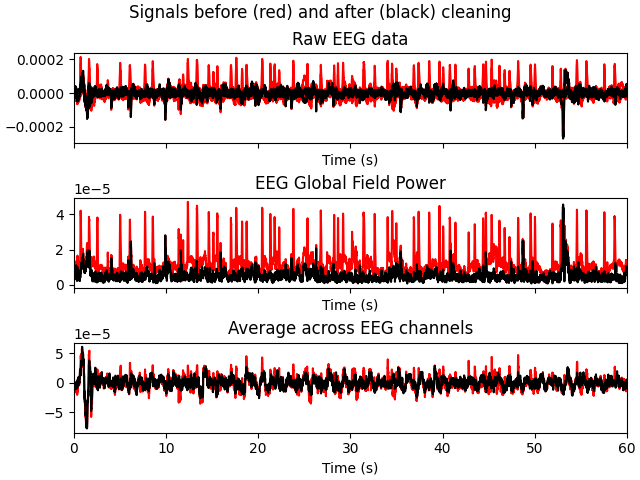 Signals before (red) and after (black) cleaning
Raw EEG data
0.0002
0.0000
−0.0002
Time (s)
EEG Global Field Power
1e−5
4
2
0
Time (s)
Average across EEG channels
1e−5
5
0
−5
0 10 20 30 40 50 60
Time (s)